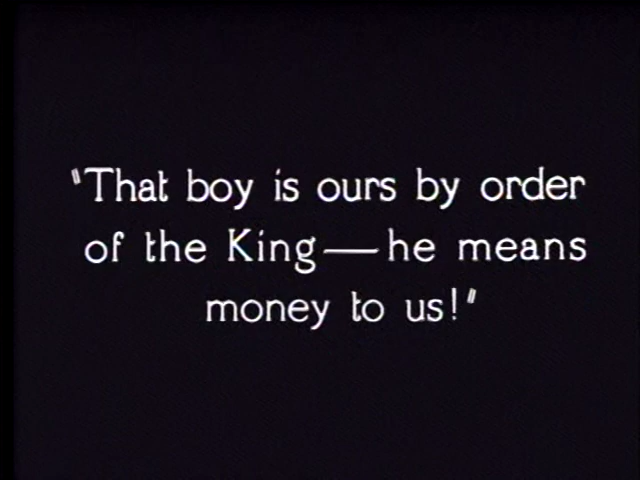 "That boy is ours by order
of the King—he means
money to us!"